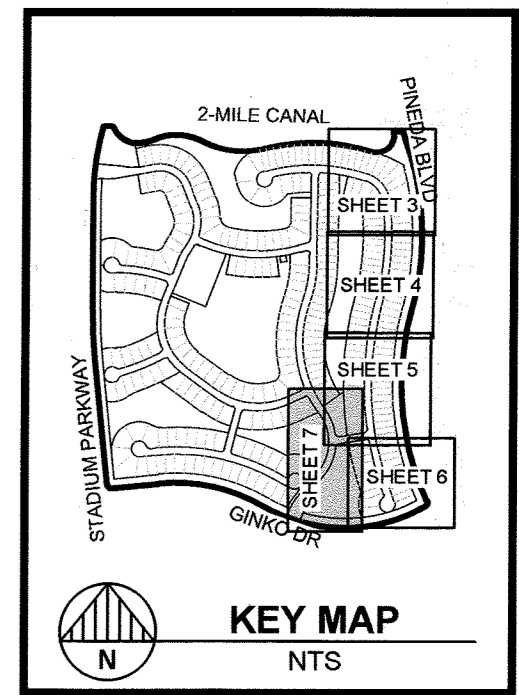 2-MILE CANAL
PINEDA BLVD
SHEET 3
SHEET 4
SHEET 5
STADIUM PARKWAY
SHEET 7
SHEET 6
GINKO DR
N
KEY MAP
NTS